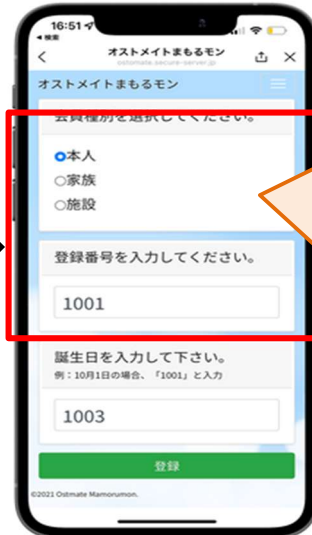 16:51
◀ 検索
オストメイトまもるモン
ostomate.secure-server.jp
オストメイトまもるモン
会員種別を選択してください。
本人
家族
施設
登録番号を入力してください。
1001
誕生日を入力して下さい。
例：10月1日の場合、「1001」と入力
1003
登録
©2021 Ostmate Mamorumon.